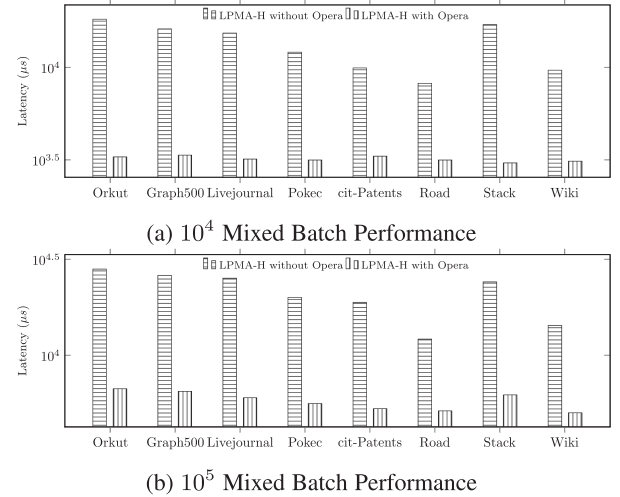 LPMA-H without Opera LPMA-H with Opera
Latency (μs)
10^4
10^3.5
Orkut Graph500 Livejournal Pokec cit-Patents Road Stack Wiki
(a) 10^4 Mixed Batch Performance
LPMA-H without Opera LPMA-H with Opera
Latency (μs)
10^4.5
10^4
Orkut Graph500 Livejournal Pokec cit-Patents Road Stack Wiki
(b) 10^5 Mixed Batch Performance